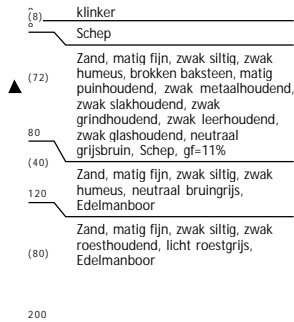 klinker
(8)
8
Schep
Zand, matig fijn, zwak siltig, zwak
humeus, brokken baksteen, matig
(72)
puinhoudend, zwak metaalhoudend,
zwak slakhoudend, zwak
grindhoudend, zwak leerhoudend,
80
zwak glashoudend, neutraal
grijsbruin, Schep, gf=11%
(40)
Zand, matig fijn, zwak siltig, zwak
humeus, neutraal bruingrijs,
120
Edelmanboor
Zand, matig fijn, zwak siltig, zwak
roesthoudend, licht roestgrijs,
(80)
Edelmanboor
200